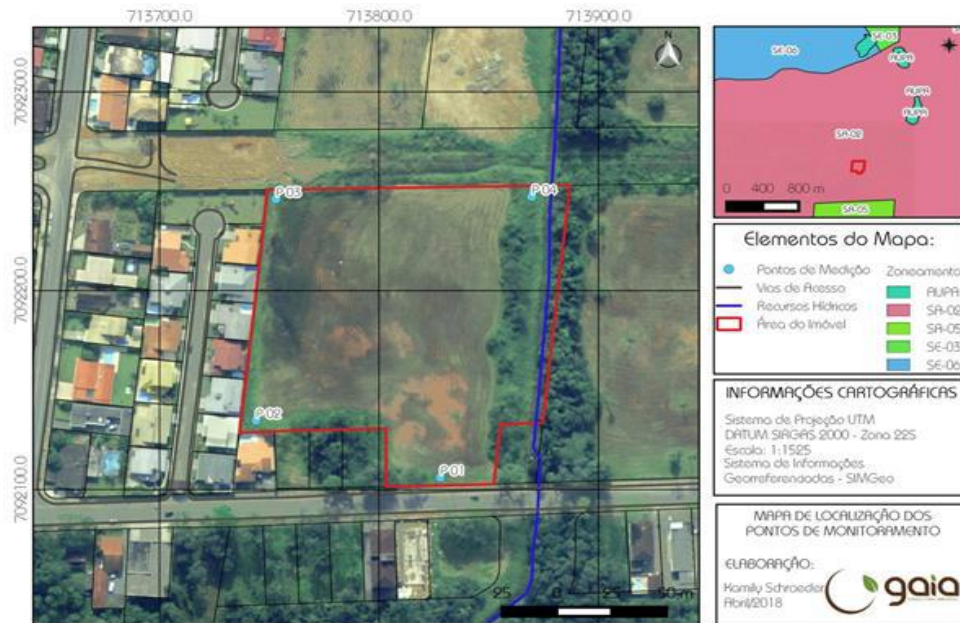 713700.0
713800.0
713900.0
7092300.0
7092200.0
7092100.0
P 03
P 04
P 02
P 01
25 0 25 50 m
SE-03
SE-06
AUPA
AUPA
AUPA
SA-02
0 400 800 m
SA-05
Elementos do Mapa:
Pontos de Medição
Vias de Acesso
Recursos Hídricos
Área do Imóvel
Zoneamento
AUPA
SA-02
SA-05
SE-03
SE-06
INFORMAÇÕES CARTOGRÁFICAS
Sistema de Projeção UTM
DATUM SIRGAS 2000 - Zona 22S
Escala: 1:1525
Sistema de Informações
Georreferenciadas - SIMGeo
MAPA DE LOCALIZAÇÃO DOS
PONTOS DE MONITORAMENTO
ELABORAÇÃO:
Kamily Schroeder
Abril/2018
gaia